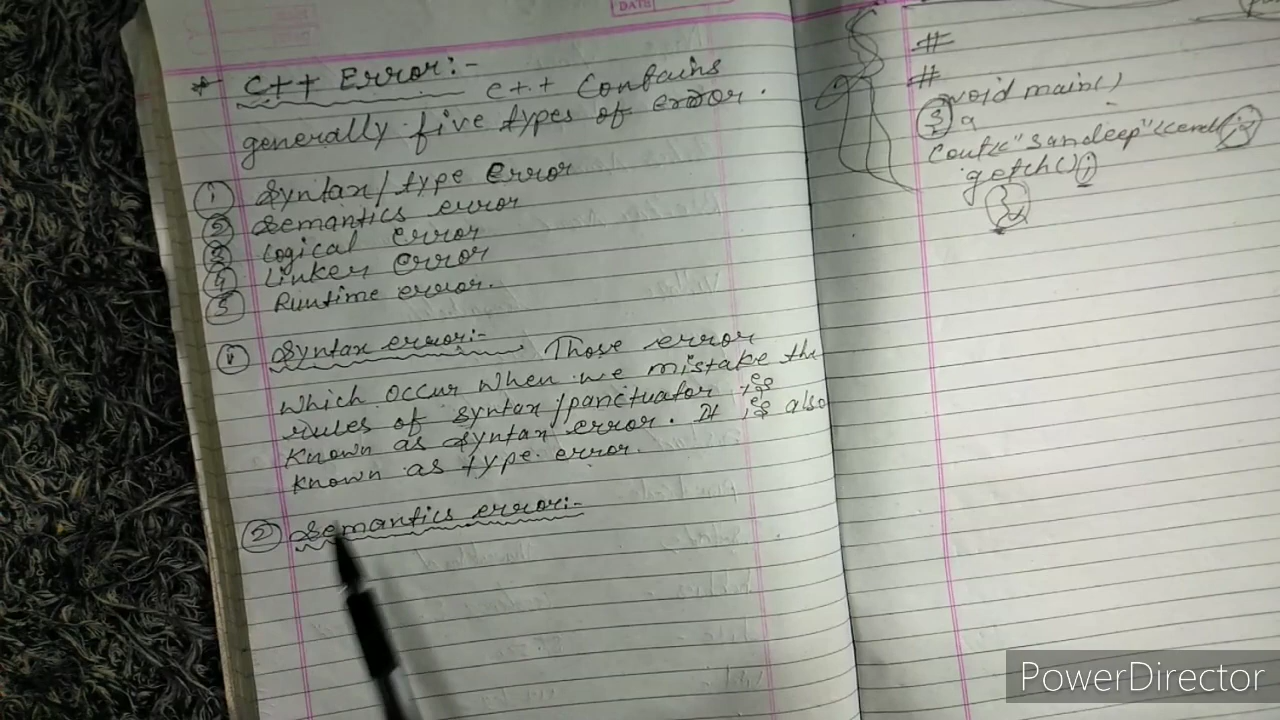 DATE
* C++ Error:-
C++ Contains
generally five types of error.
① Syntax/type Error
② Semantics error
③ Logical error
④ Linker Error
⑤ Runtime error.
① Syntax error:- Those error
which occur when we mistake the
rules of syntax/panctuator is
known as syntax error. It is also
known as type error.
② Semantics error:-
#
#
void main()
{
Cout<<"Sandeep"<<endl;
getch();
}
PowerDirector